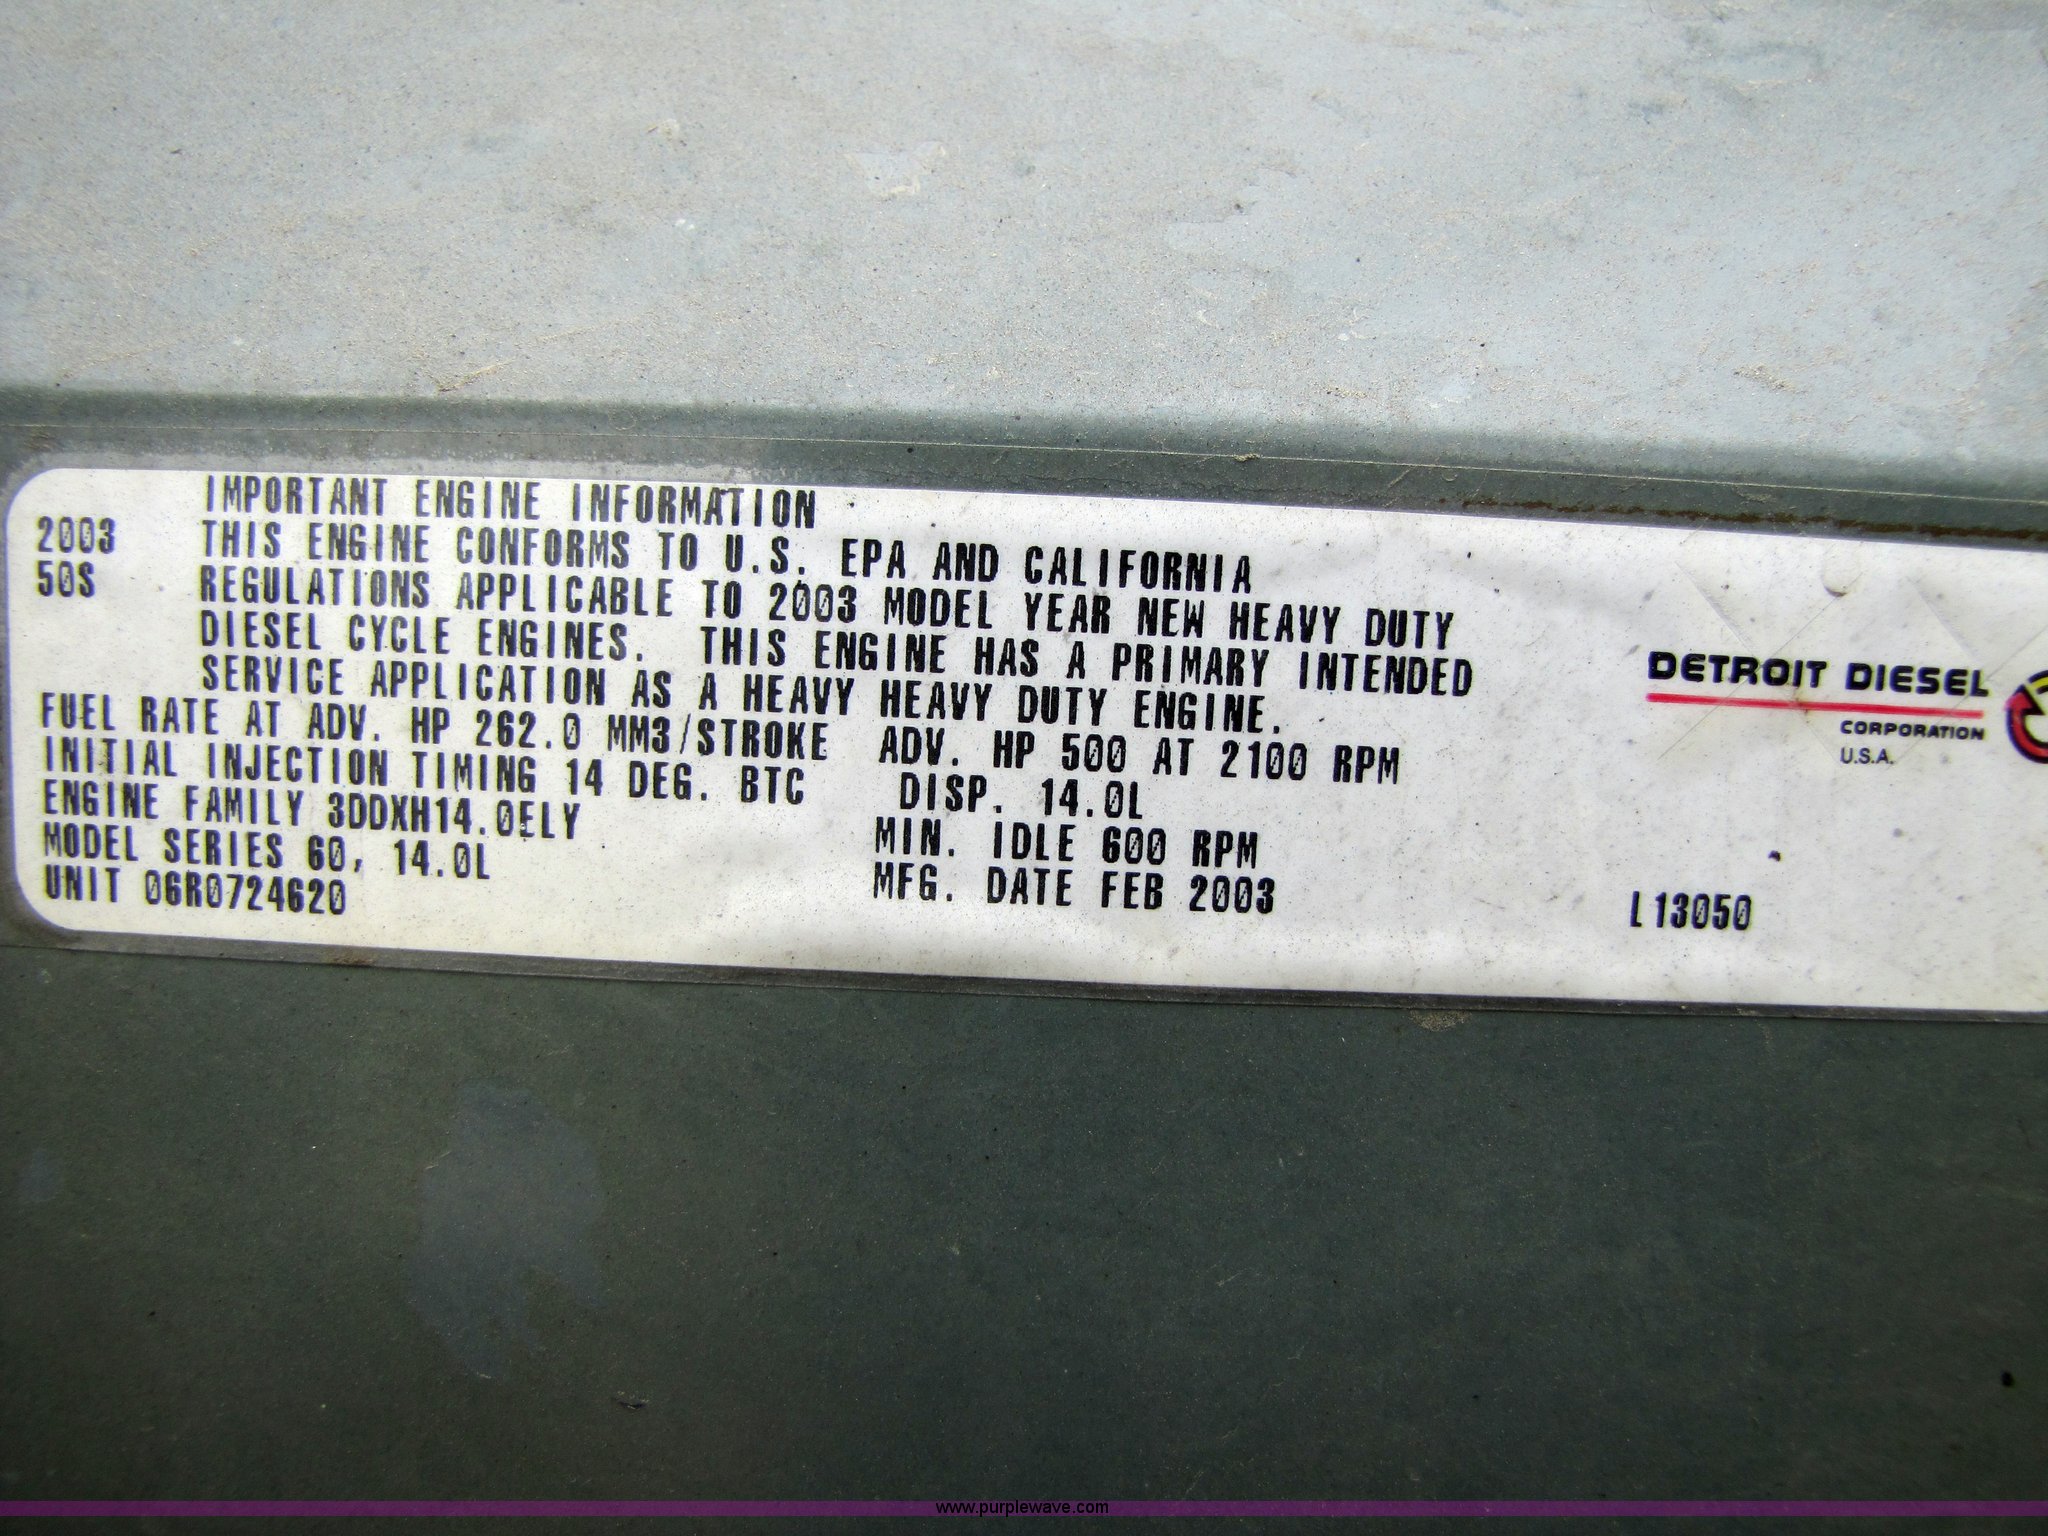 IMPORTANT ENGINE INFORMATION
2003 THIS ENGINE CONFORMS TO U.S. EPA AND CALIFORNIA
50S REGULATIONS APPLICABLE TO 2003 MODEL YEAR NEW HEAVY DUTY
DIESEL CYCLE ENGINES. THIS ENGINE HAS A PRIMARY INTENDED
SERVICE APPLICATION AS A HEAVY HEAVY DUTY ENGINE.
FUEL RATE AT ADV. HP 262.0 MM3/STROKE ADV. HP 500 AT 2100 RPM
INITIAL INJECTION TIMING 14 DEG. BTC DISP. 14.0L
ENGINE FAMILY 3DDXH14.0ELY MIN. IDLE 600 RPM
MODEL SERIES 60, 14.0L MFG. DATE FEB 2003
UNIT 06R0724620
L13050
DETROIT DIESEL
CORPORATION
U.S.A.
www.purplewave.com